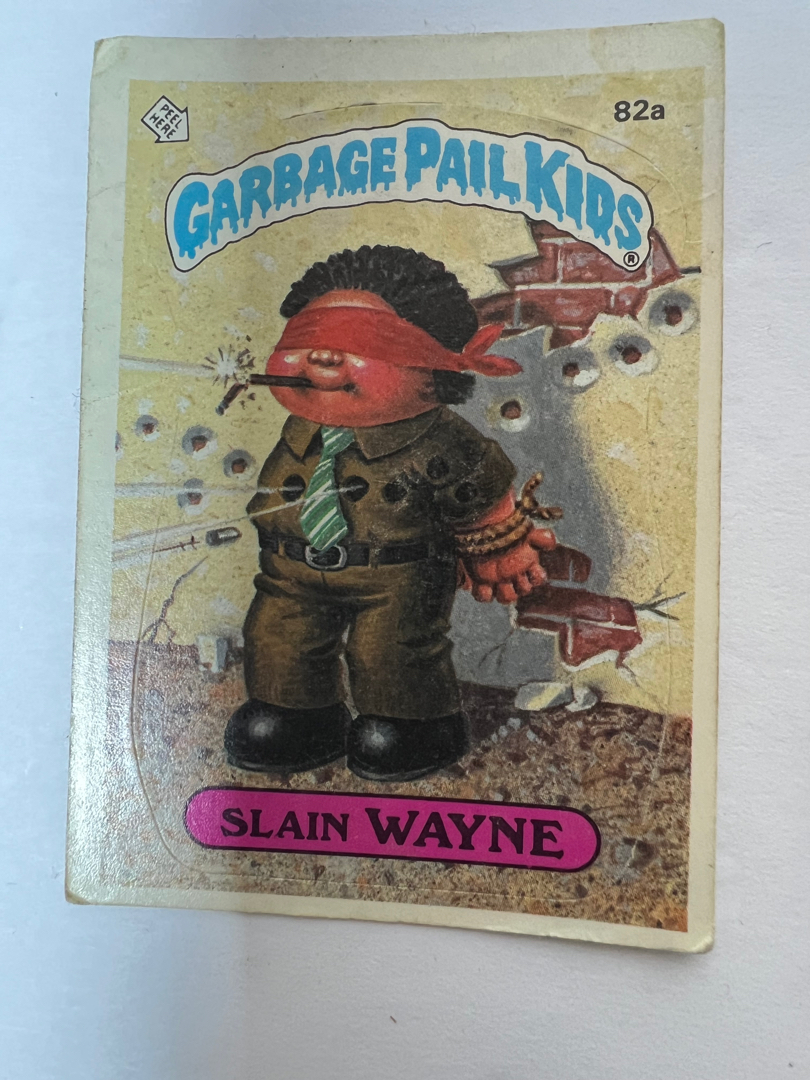 PEEL
HERE
82a
GARBAGE PAIL KIDS
®
SLAIN WAYNE